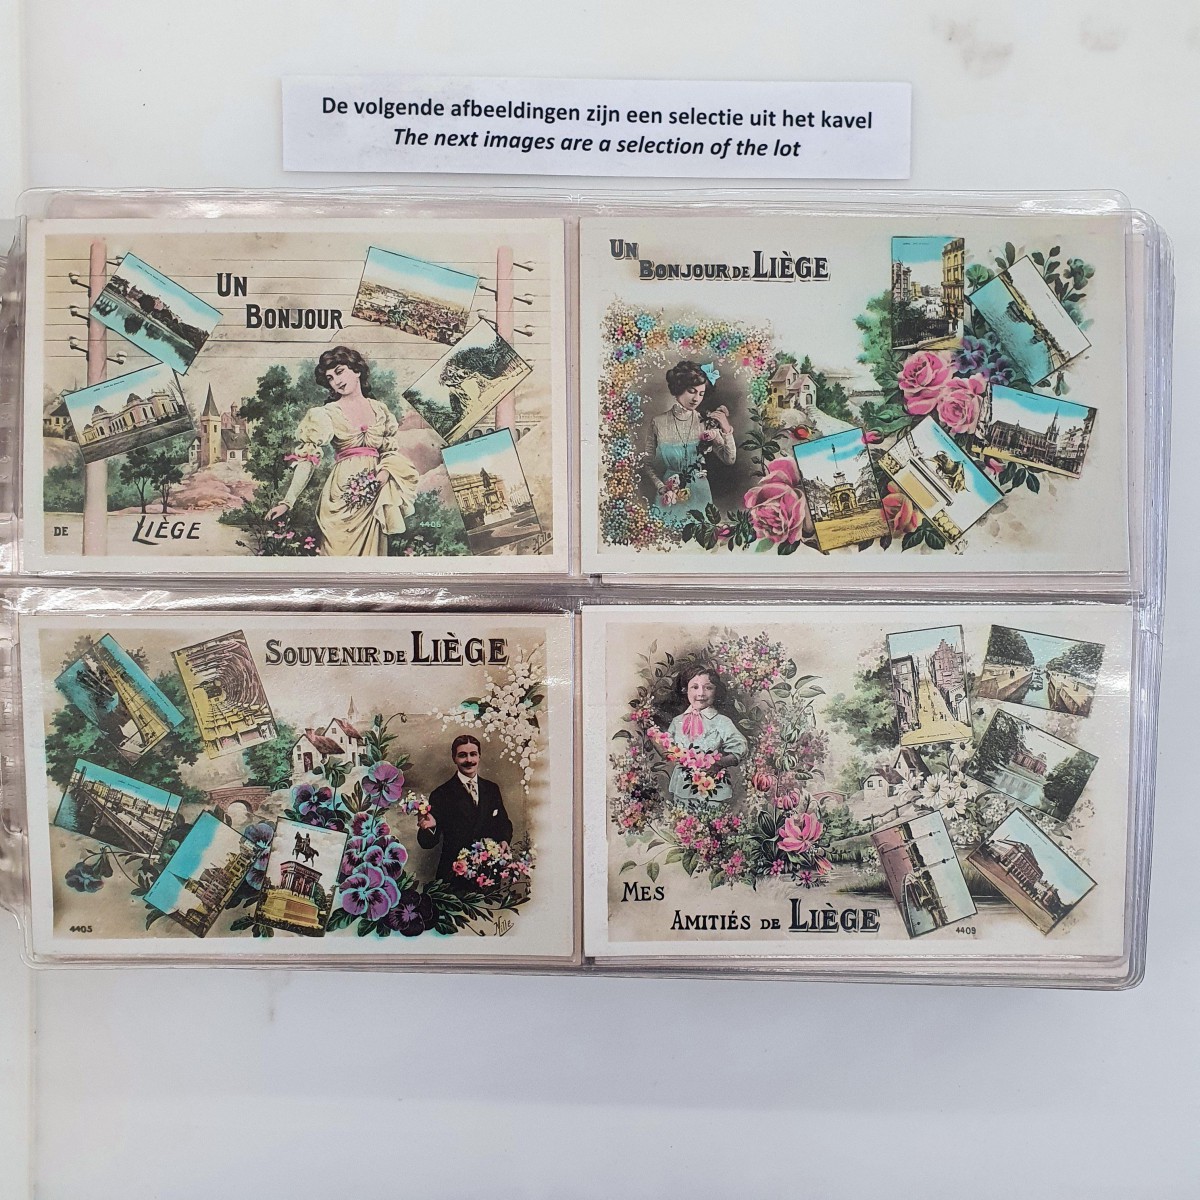 De volgende afbeeldingen zijn een selectie uit het kavel
The next images are a selection of the lot
UN
BONJOUR
DE LIÈGE
4406
UN
BONJOUR DE LIÈGE
SOUVENIR DE LIÈGE
4405
MES
AMITIÉS DE LIÈGE
4409